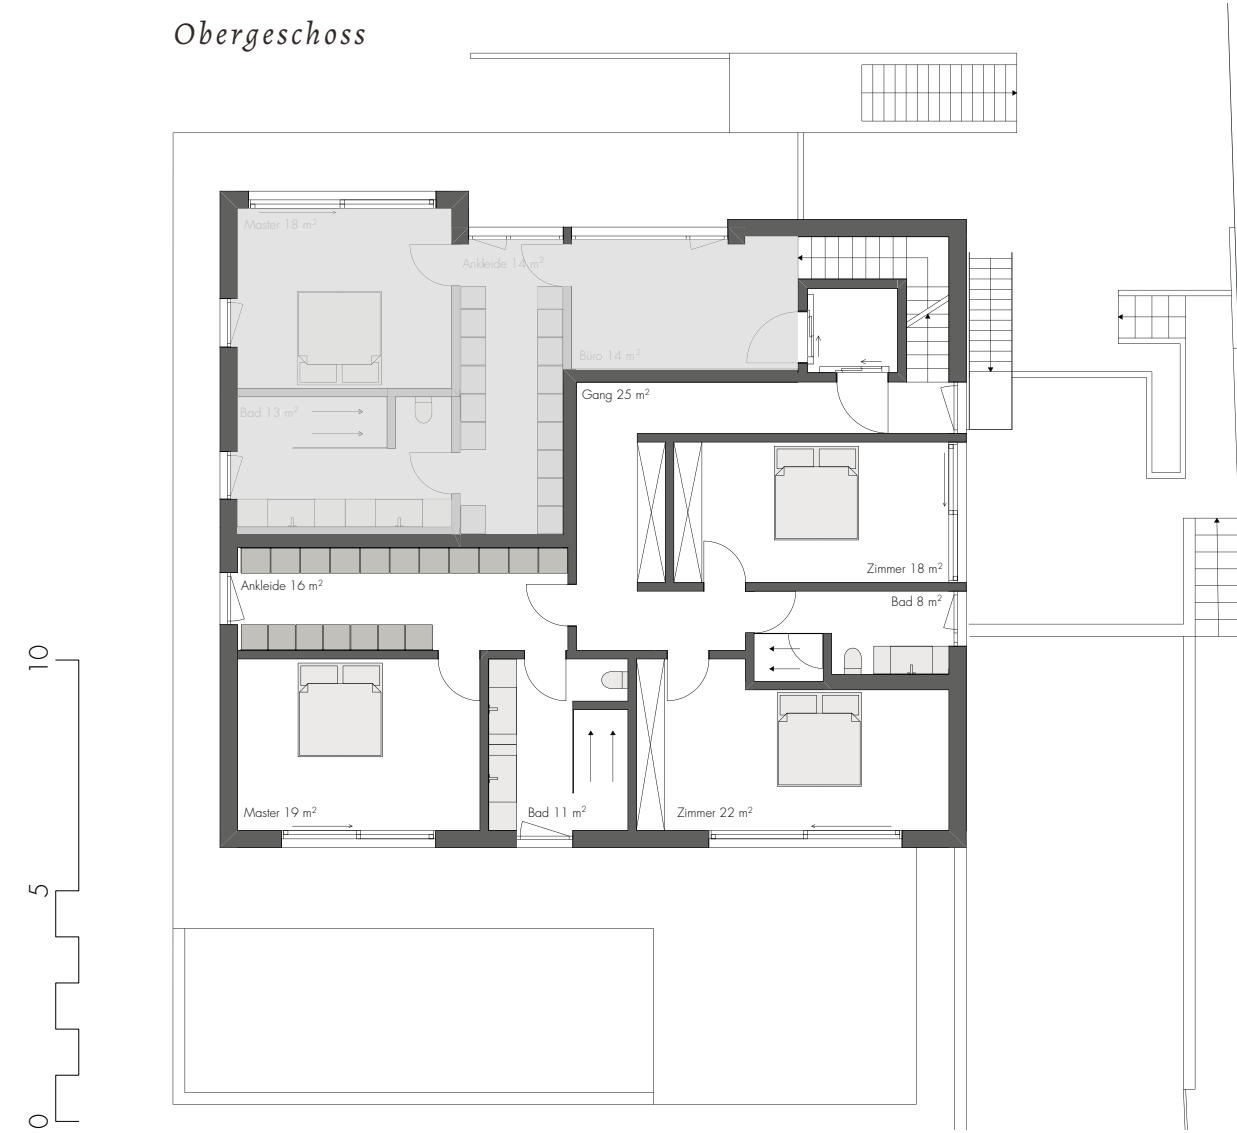 Obergeschoss
Master 18 m²
Ankleide 14 m²
Büro 14 m²
Gang 25 m²
Bad 13 m²
Zimmer 18 m²
Ankleide 16 m²
Bad 8 m²
Master 19 m²
Bad 11 m²
Zimmer 22 m²
10
5
0